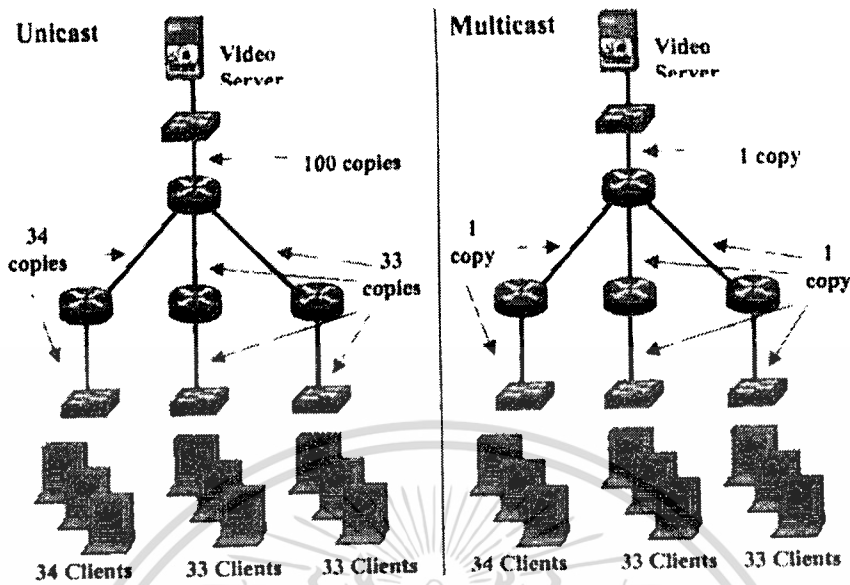 Unicast
Video
Server
100 copies
34
copies
33
copies
34 Clients
33 Clients
33 Clients
Multicast
Video
Server
1 copy
1
copy
1
copy
34 Clients
33 Clients
33 Clients